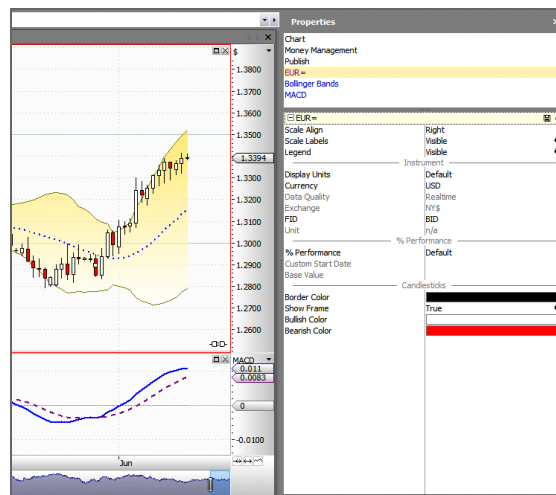 Properties
Chart
Money Management
Publish
EUR=
Bollinger Bands
MACD
EUR=
Scale Align Right
Scale Labels Visible
Legend Visible
Instrument
Display Units Default
Currency USD
Data Quality Realtime
Exchange NY$
FID BID
Unit n/a
% Performance
% Performance Default
Custom Start Date
Base Value
Candlesticks
Border Color
Show Frame True
Bullish Color
Bearish Color
$
1.3800
1.3700
1.3600
1.3500
1.3394
1.3300
1.3200
1.3100
1.3000
1.2900
1.2800
1.2700
1.2600
MACD
0.011
0.0083
0
-0.0100
Jun